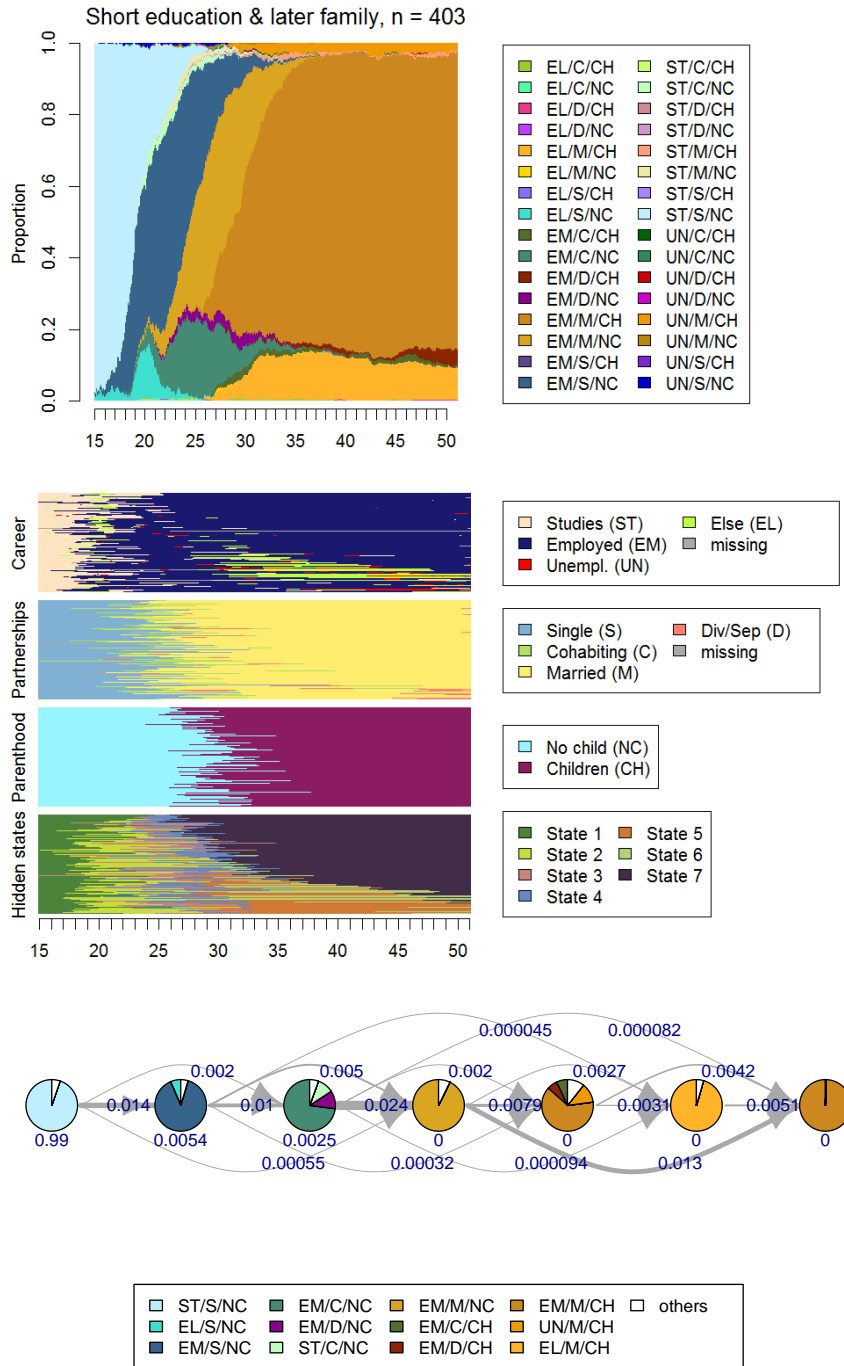 Short education & later family, n = 403
Proportion
0.0 0.2 0.4 0.6 0.8 1.0
15 20 25 30 35 40 45 50
EL/C/CH ST/C/CH
EL/C/NC ST/C/NC
EL/D/CH ST/D/CH
EL/D/NC ST/D/NC
EL/M/CH ST/M/CH
EL/M/NC ST/M/NC
EL/S/CH ST/S/CH
EL/S/NC ST/S/NC
EM/C/CH UN/C/CH
EM/C/NC UN/C/NC
EM/D/CH UN/D/CH
EM/D/NC UN/D/NC
EM/M/CH UN/M/CH
EM/M/NC UN/M/NC
EM/S/CH UN/S/CH
EM/S/NC UN/S/NC
Career
Studies (ST) Else (EL)
Employed (EM) missing
Unempl. (UN)
Partnerships
Single (S) Div/Sep (D)
Cohabiting (C) missing
Married (M)
Parenthood
No child (NC)
Children (CH)
Hidden states
State 1 State 5
State 2 State 6
State 3 State 7
State 4
15 20 25 30 35 40 45 50
0.000045 0.000082
0.002 0.005 0.002 0.0027 0.0042
0.014 0.01 0.024 0.0079 0.0031 0.0051
0.99 0.0054 0.0025 0 0 0 0
0.00055 0.00032 0.000094 0.013
ST/S/NC EM/C/NC EM/M/NC EM/M/CH others
EL/S/NC EM/D/NC EM/C/CH UN/M/CH
EM/S/NC ST/C/NC EM/D/CH EL/M/CH